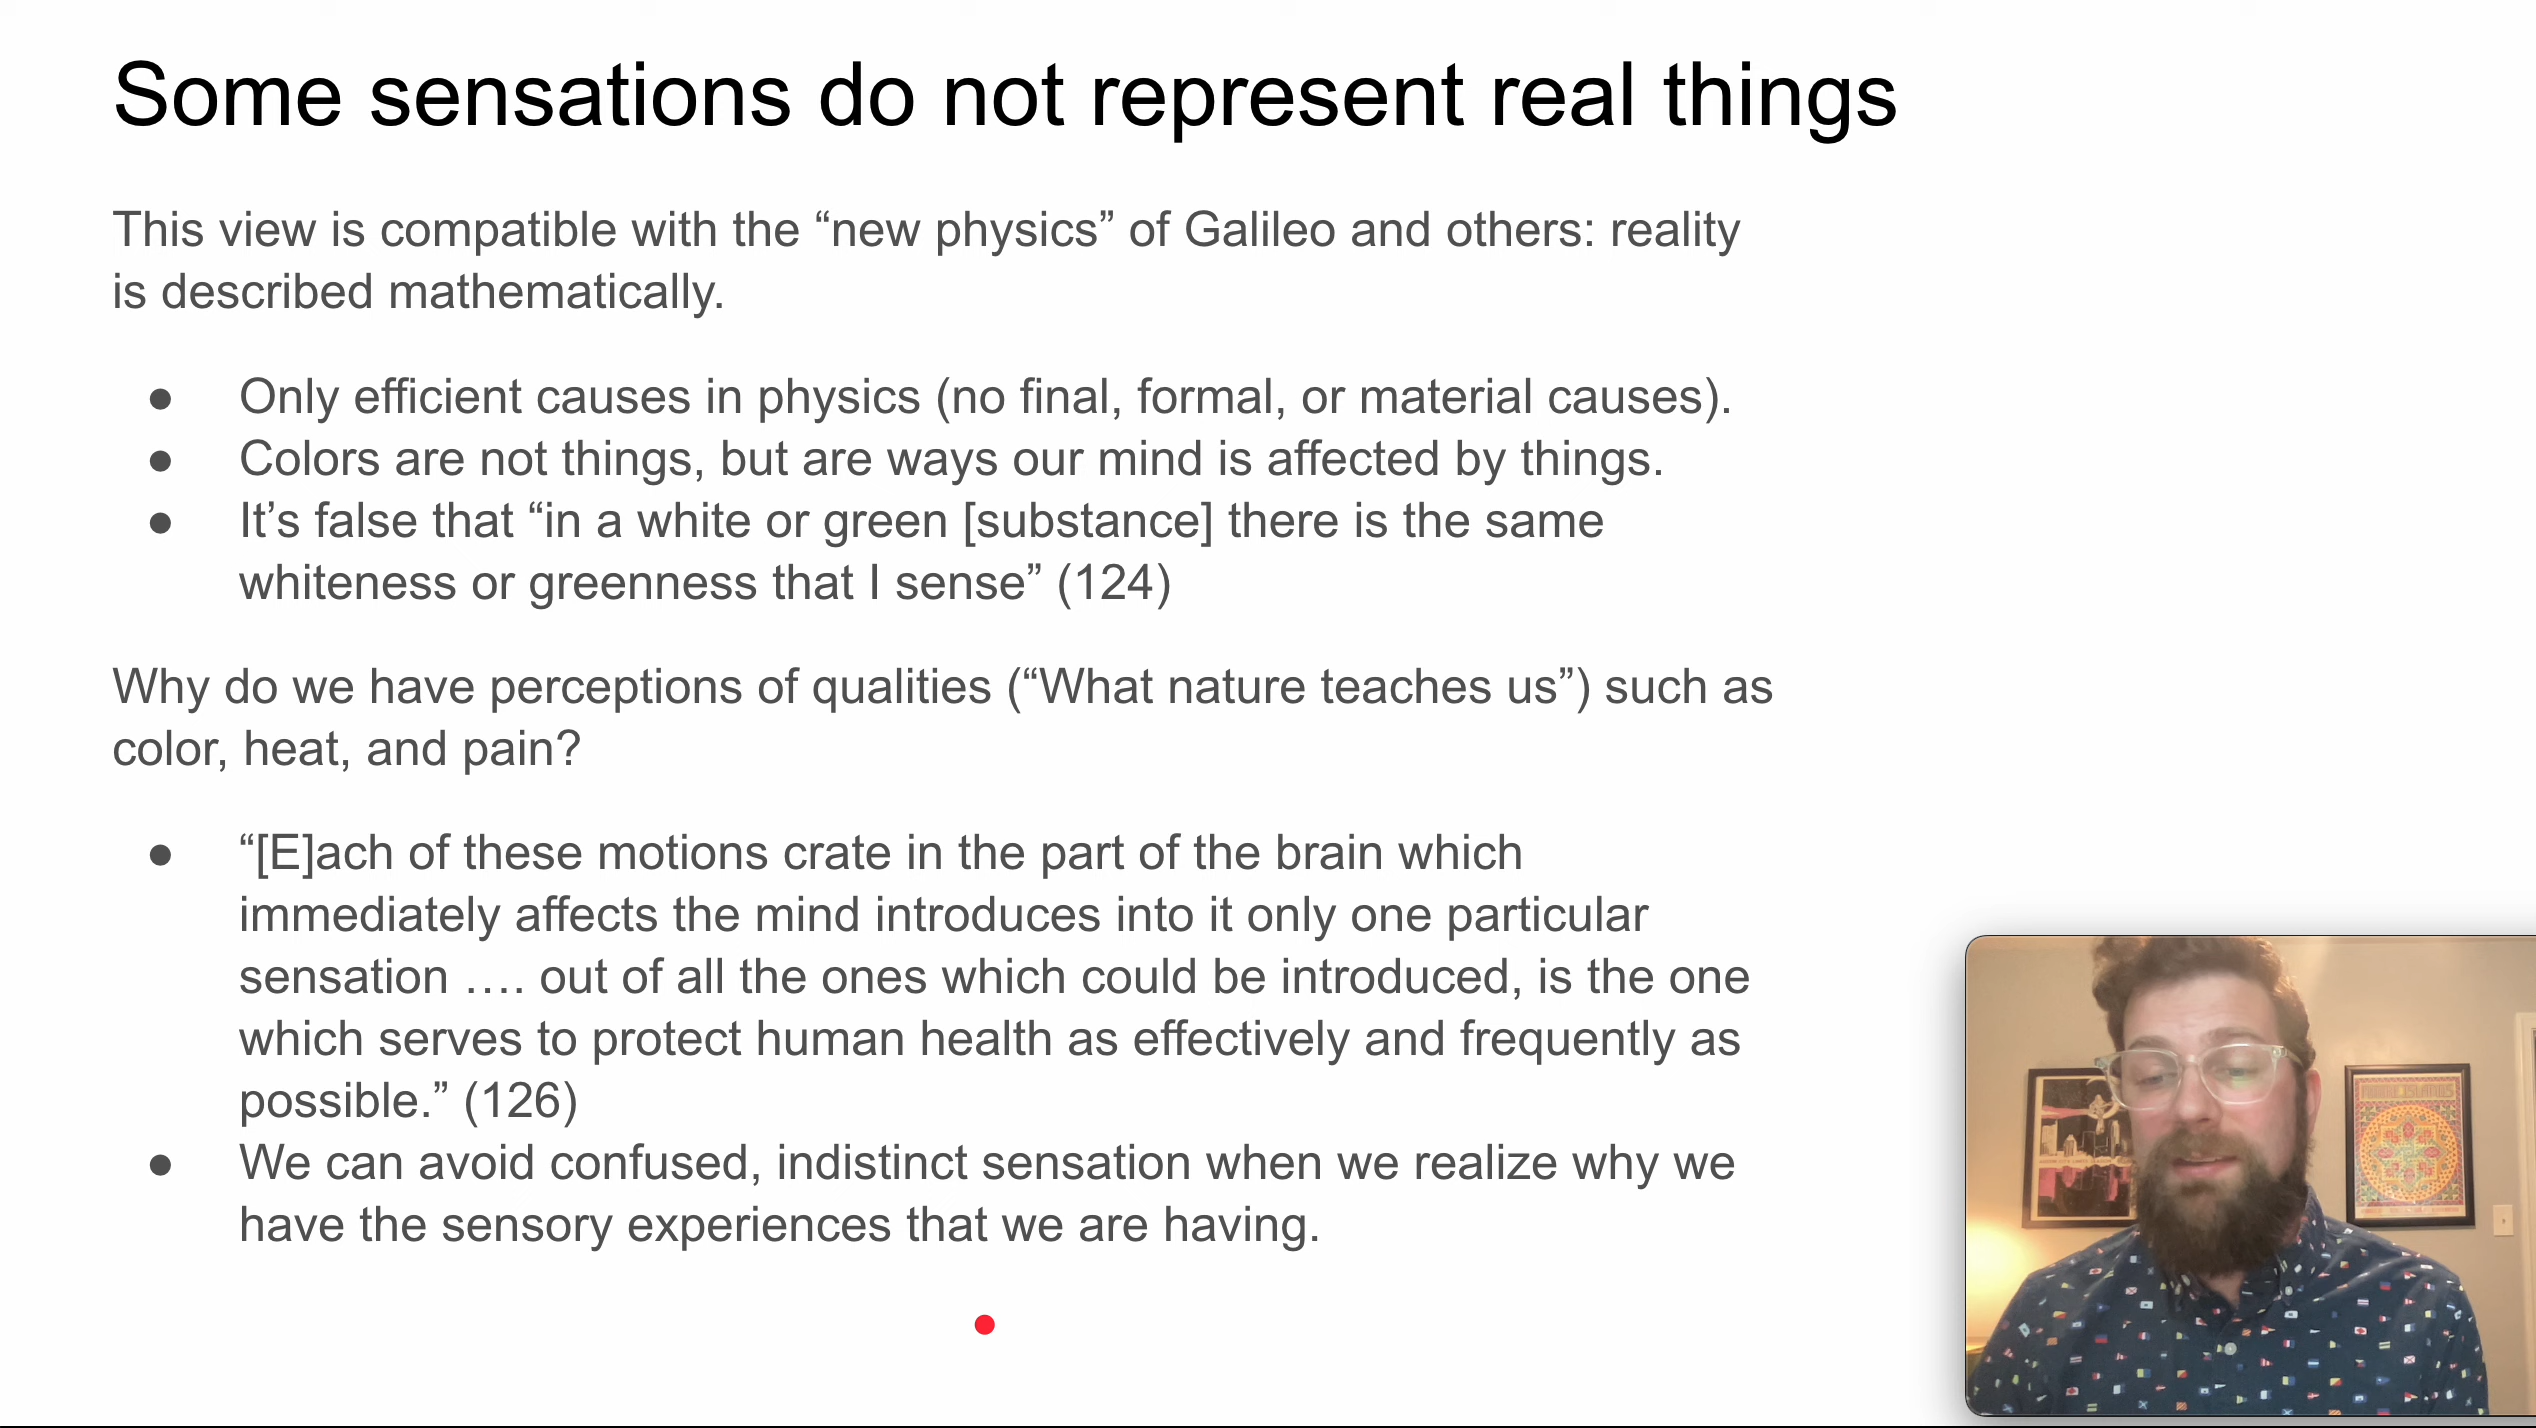 Some sensations do not represent real things
This view is compatible with the “new physics” of Galileo and others: reality
is described mathematically.
● Only efficient causes in physics (no final, formal, or material causes).
● Colors are not things, but are ways our mind is affected by things.
● It’s false that “in a white or green [substance] there is the same
whiteness or greenness that I sense” (124)
Why do we have perceptions of qualities (“What nature teaches us”) such as
color, heat, and pain?
● “[E]ach of these motions crate in the part of the brain which
immediately affects the mind introduces into it only one particular
sensation …. out of all the ones which could be introduced, is the one
which serves to protect human health as effectively and frequently as
possible.” (126)
● We can avoid confused, indistinct sensation when we realize why we
have the sensory experiences that we are having.